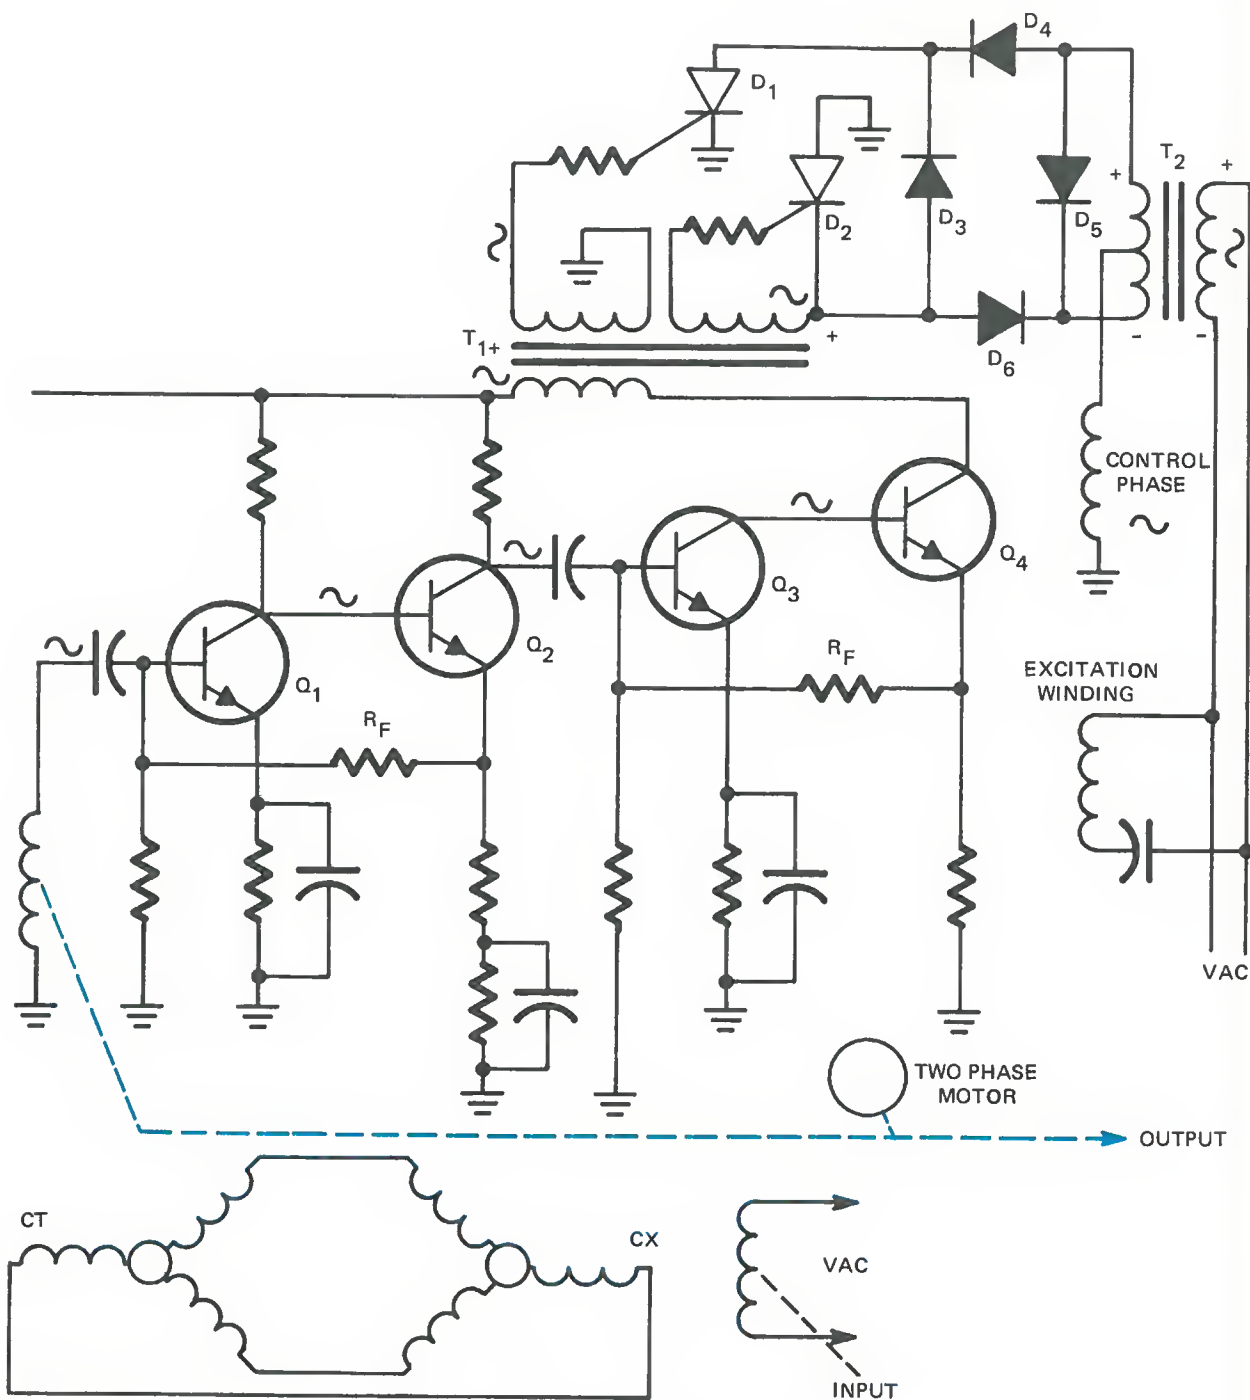 D4
D1
T2
+
+
D2
D3
D5
T1+
+
D6
-
-
CONTROL
PHASE
Q4
Q3
Q2
RF
EXCITATION
WINDING
Q1
RF
VAC
TWO PHASE
MOTOR
OUTPUT
CT
CX
VAC
INPUT